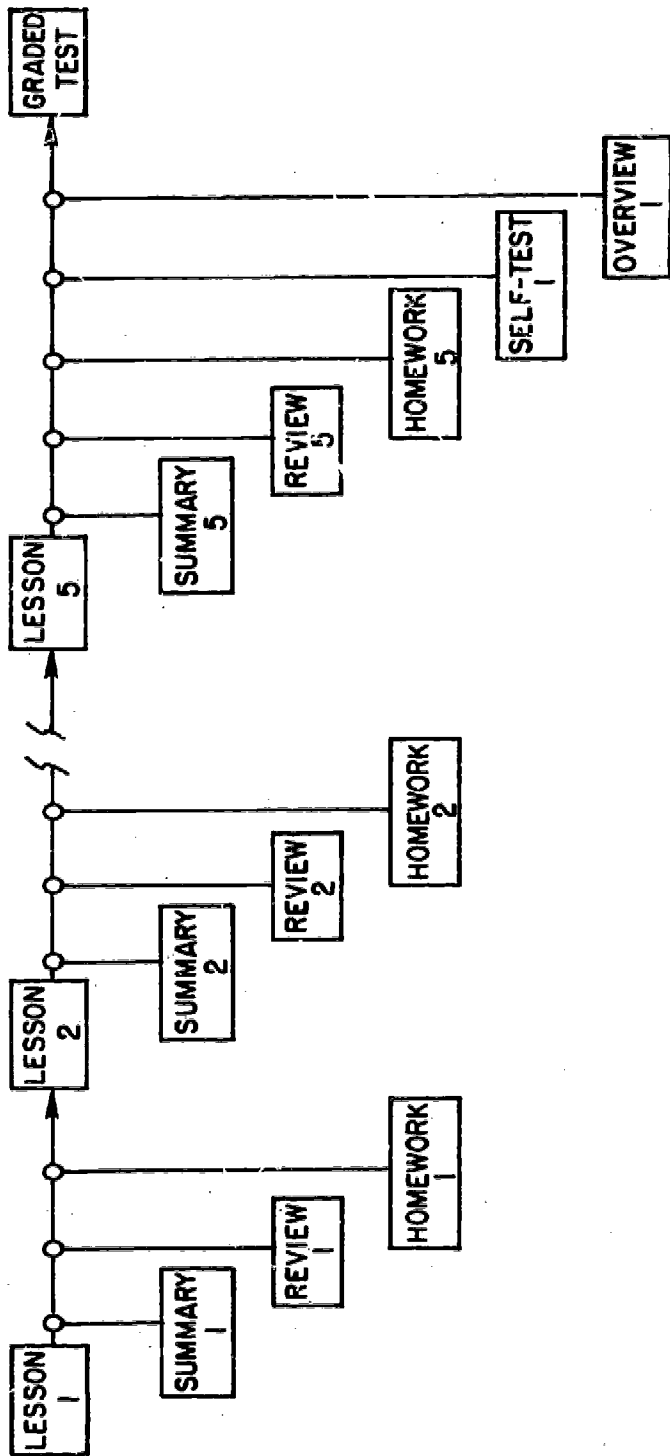 LESSON
1
SUMMARY
1
REVIEW
1
HOMEWORK
1
LESSON
2
SUMMARY
2
REVIEW
2
HOMEWORK
2
LESSON
5
SUMMARY
5
REVIEW
5
HOMEWORK
5
SELF-TEST
1
OVERVIEW
1
GRADED
TEST